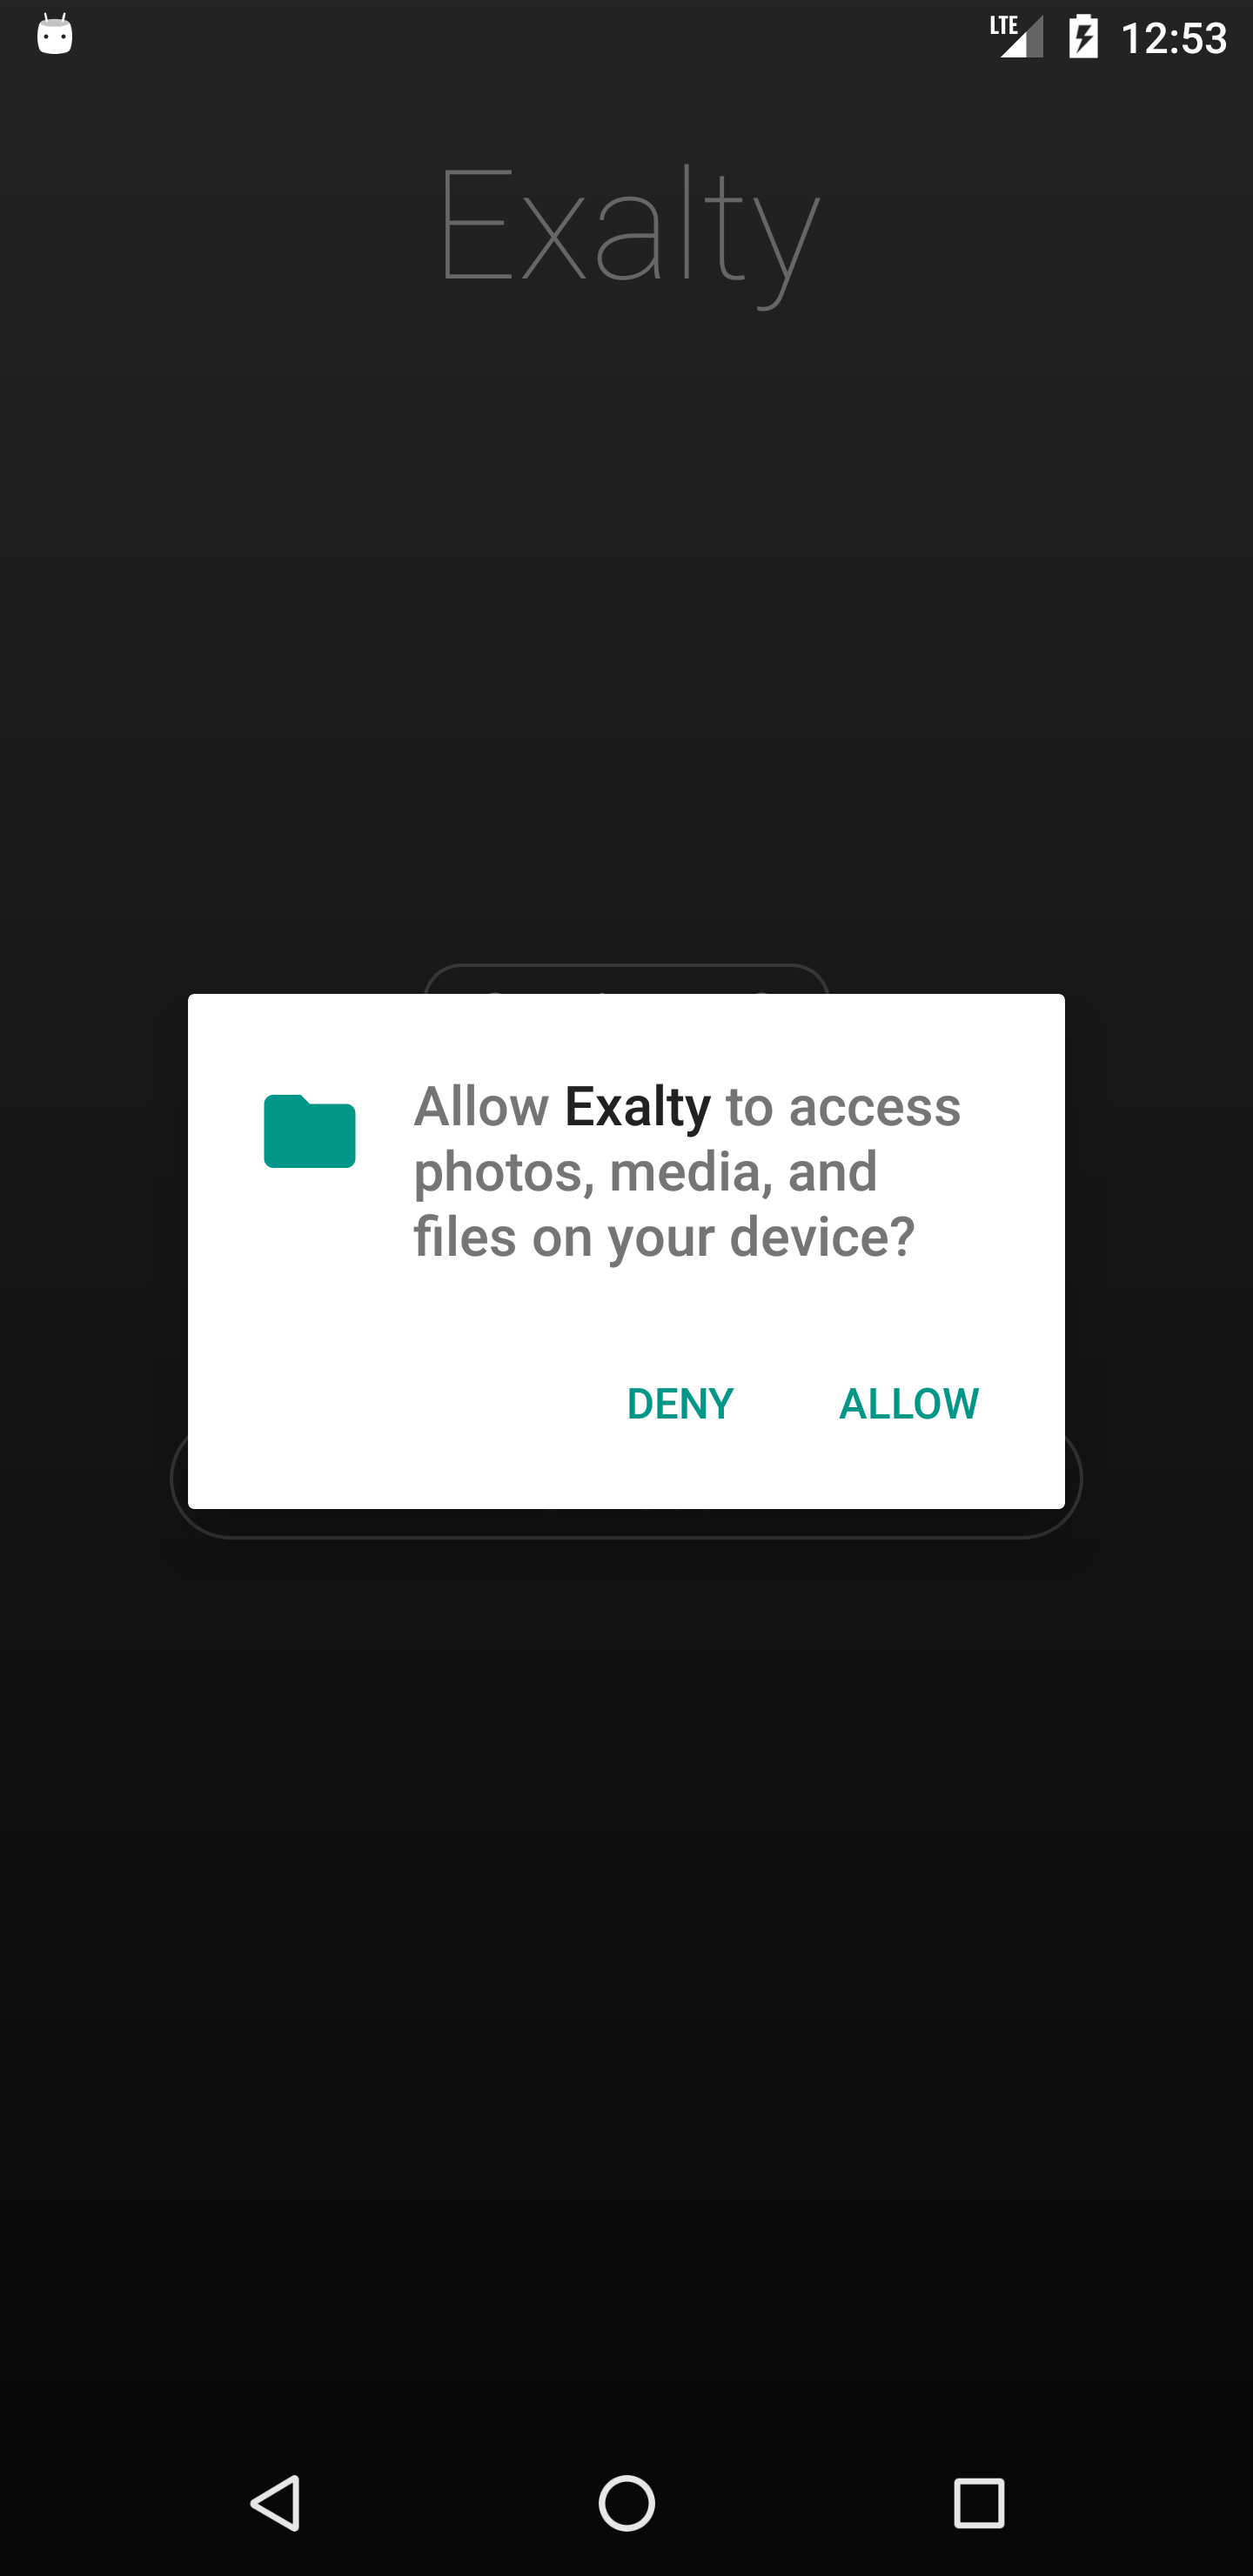 LTE 12:53
Exalty
Allow Exalty to access
photos, media, and
files on your device?
DENY ALLOW